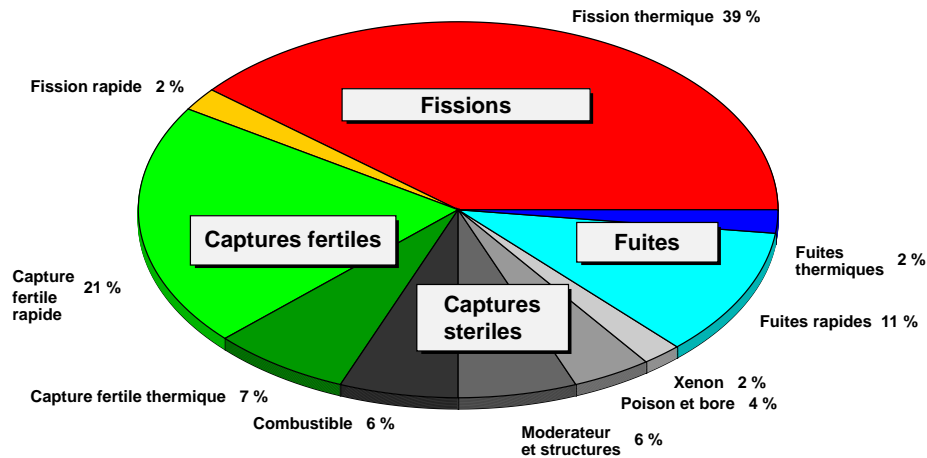 Fission thermique 39 %
Fission rapide 2 %
Fissions
Captures fertiles
Fuites
Fuites
thermiques 2 %
Capture
fertile 21 %
rapide
Captures
steriles
Fuites rapides 11 %
Xenon 2 %
Capture fertile thermique 7 %
Poison et bore 4 %
Combustible 6 %
Moderateur
et structures 6 %